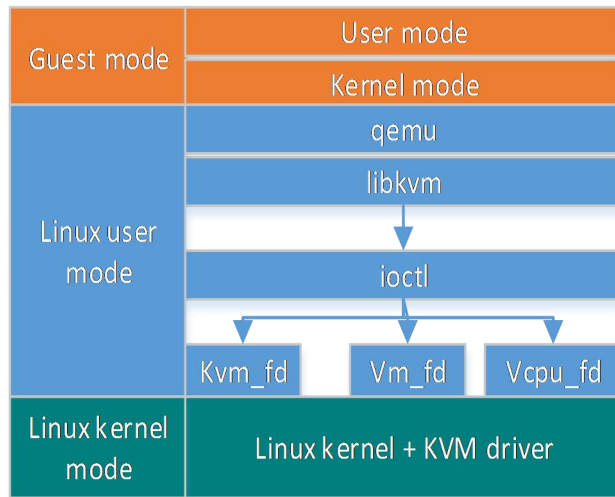 Guest mode
User mode
Kernel mode
Linux user
mode
qemu
libkvm
ioctl
Kvm_fd
Vm_fd
Vcpu_fd
Linux kernel
mode
Linux kernel + KVM driver